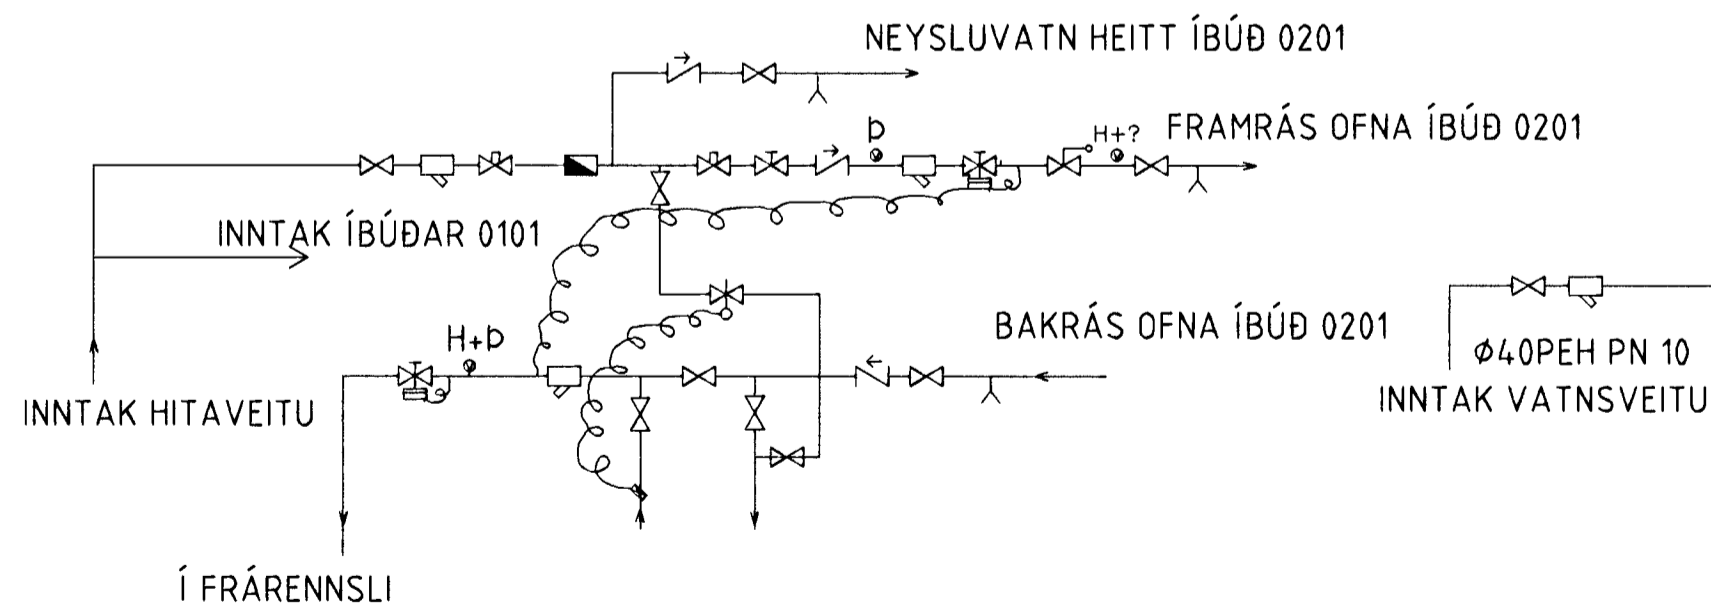 NEYSLUVATN HEITT ÍBÚÐ 0201
Þ
H+?
FRAMRÁS OFNA ÍBÚÐ 0201
INNTAK ÍBÚÐAR 0101
BAKRÁS OFNA ÍBÚÐ 0201
H+Þ
Ø40PEH PN 10
INNTAK VATNSVEITU
INNTAK HITAVEITU
Í FRÁRENNSLI